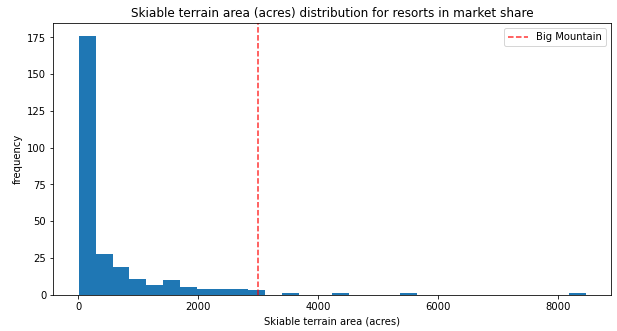 Skiable terrain area (acres) distribution for resorts in market share
Big Mountain
frequency
175
150
125
100
75
50
25
0
0 2000 4000 6000 8000
Skiable terrain area (acres)